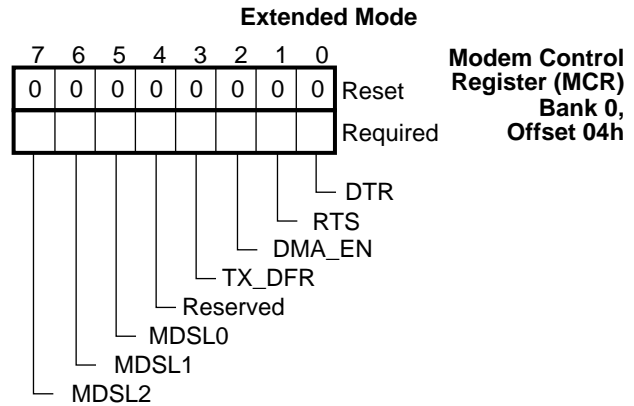 Extended Mode
7 6 5 4 3 2 1 0
0 0 0 0 0 0 0 0 Reset
Required
Modem Control
Register (MCR)
Bank 0,
Offset 04h
DTR
RTS
DMA_EN
TX_DFR
Reserved
MDSL0
MDSL1
MDSL2